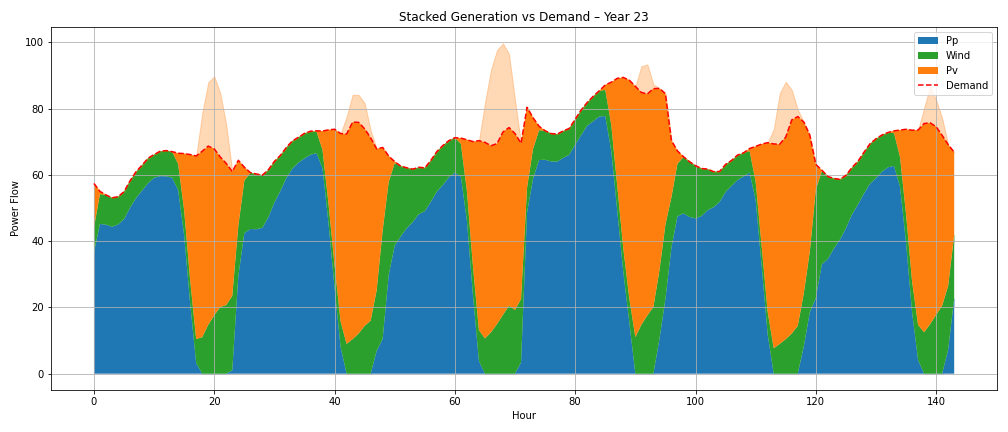 Stacked Generation vs Demand – Year 23
Pp
Wind
Pv
Demand
Power Flow
100
80
60
40
20
0
0 20 40 60 80 100 120 140
Hour